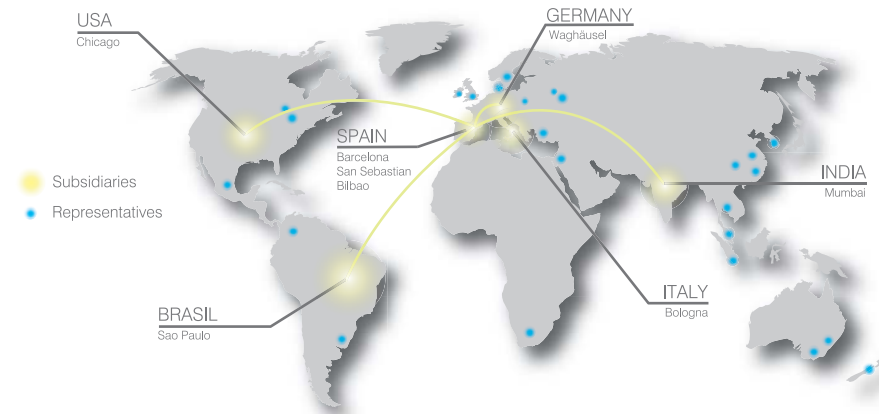 USA
Chicago
GERMANY
Waghäusel
SPAIN
Barcelona
San Sebastian
Bilbao
INDIA
Mumbai
Subsidiaries
Representatives
ITALY
Bologna
BRASIL
Sao Paulo